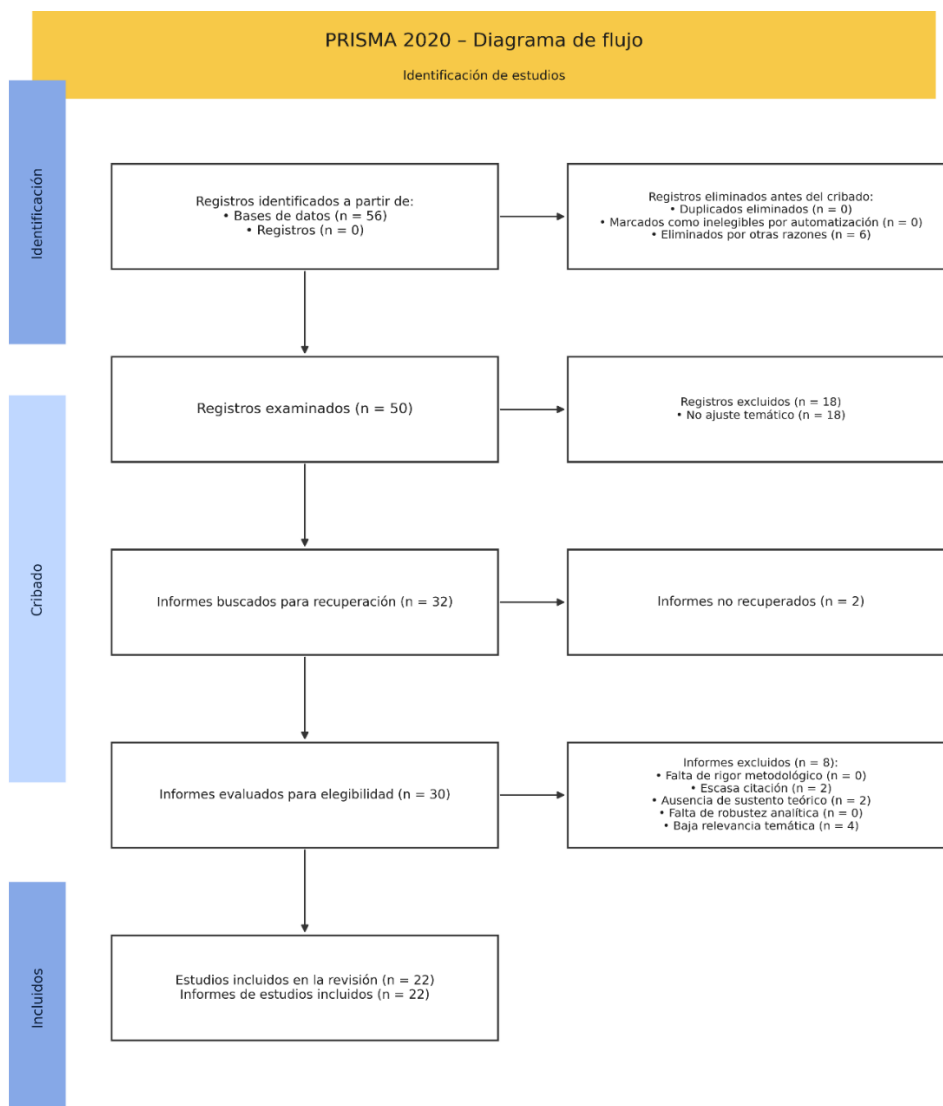 PRISMA 2020 – Diagrama de flujo
Identificación de estudios
Identificación
Registros identificados a partir de:
• Bases de datos (n = 56)
• Registros (n = 0)
Registros eliminados antes del cribado:
• Duplicados eliminados (n = 0)
• Marcados como inelegibles por automatización (n = 0)
• Eliminados por otras razones (n = 6)
Cribado
Registros examinados (n = 50)
Registros excluidos (n = 18)
• No ajuste temático (n = 18)
Informes buscados para recuperación (n = 32)
Informes no recuperados (n = 2)
Informes evaluados para elegibilidad (n = 30)
Informes excluidos (n = 8):
• Falta de rigor metodológico (n = 0)
• Escasa citación (n = 2)
• Ausencia de sustento teórico (n = 2)
• Falta de robustez analítica (n = 0)
• Baja relevancia temática (n = 4)
Incluidos
Estudios incluidos en la revisión (n = 22)
Informes de estudios incluidos (n = 22)